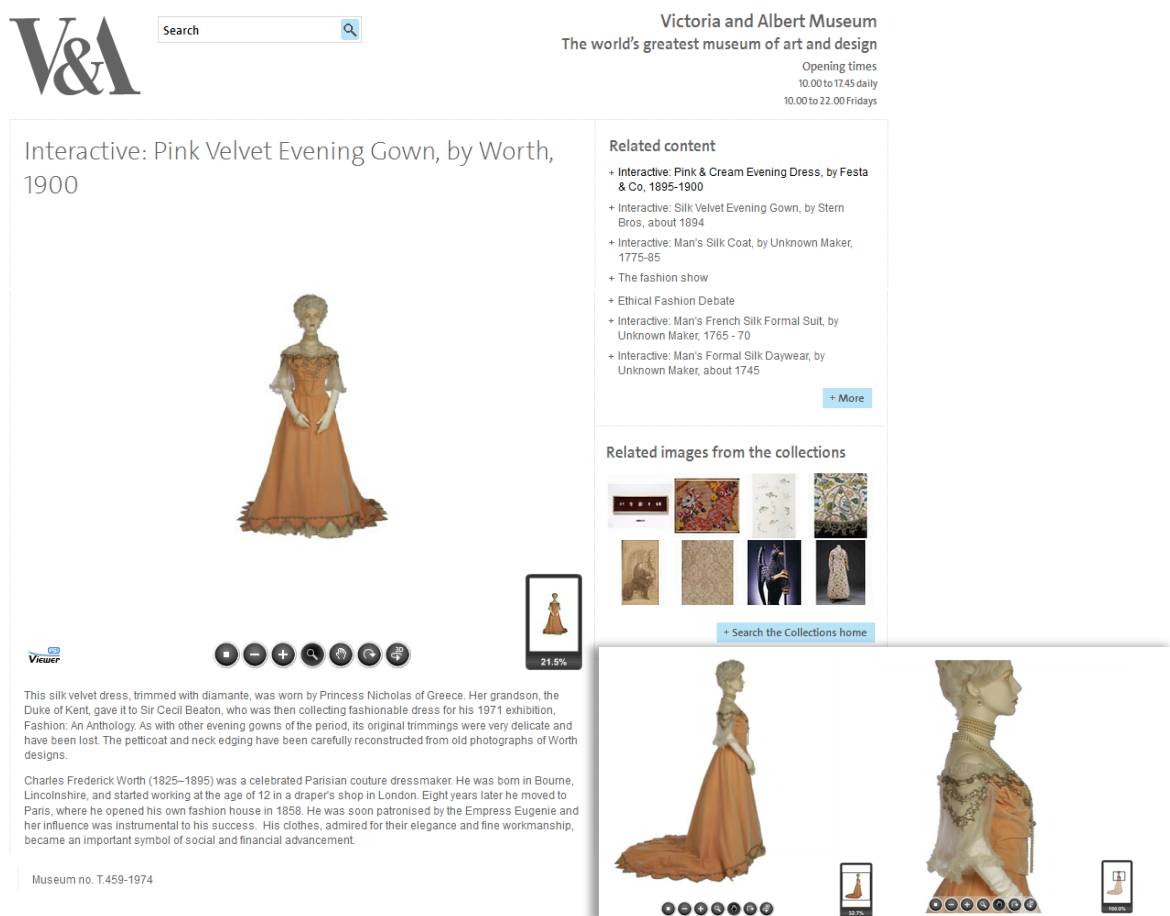 V&A
Search
Victoria and Albert Museum
The world's greatest museum of art and design
Opening times
10.00 to 17.45 daily
10.00 to 22.00 Fridays
Interactive: Pink Velvet Evening Gown, by Worth,
1900
21.5%
3D
Viewer
3D
This silk velvet dress, trimmed with diamante, was worn by Princess Nicholas of Greece. Her grandson, the
Duke of Kent, gave it to Sir Cecil Beaton, who was then collecting fashionable dress for his 1971 exhibition,
Fashion: An Anthology. As with other evening gowns of the period, its original trimmings were very delicate and
have been lost. The petticoat and neck edging have been carefully reconstructed from old photographs of Worth
designs.
Charles Frederick Worth (1825–1895) was a celebrated Parisian couture dressmaker. He was born in Bourne,
Lincolnshire, and started working at the age of 12 in a draper's shop in London. Eight years later he moved to
Paris, where he opened his own fashion house in 1858. He was soon patronised by the Empress Eugenie and
her influence was instrumental to his success.  His clothes, admired for their elegance and fine workmanship,
became an important symbol of social and financial advancement.
Museum no. T.459-1974
Related content
+ Interactive: Pink & Cream Evening Dress, by Festa
& Co, 1895-1900
+ Interactive: Silk Velvet Evening Gown, by Stern
Bros, about 1894
+ Interactive: Man's Silk Coat, by Unknown Maker,
1775-85
+ The fashion show
+ Ethical Fashion Debate
+ Interactive: Man's French Silk Formal Suit, by
Unknown Maker, 1765 - 70
+ Interactive: Man's Formal Silk Daywear, by
Unknown Maker, about 1745
+ More
Related images from the collections
+ Search the Collections home
32.7%
100.0%